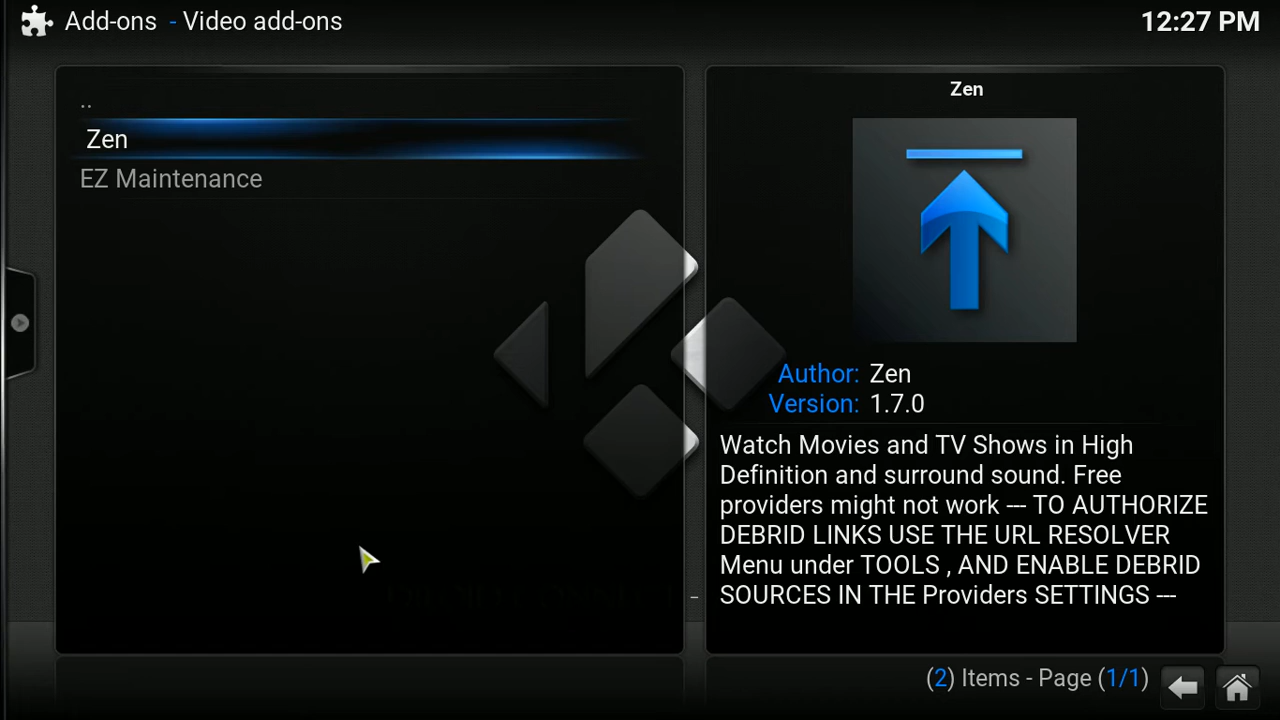 Add-ons - Video add-ons
12:27 PM
..
Zen
EZ Maintenance
Zen
Author: Zen
Version: 1.7.0
Watch Movies and TV Shows in High
Definition and surround sound. Free
providers might not work --- TO AUTHORIZE
DEBRID LINKS USE THE URL RESOLVER
Menu under TOOLS , AND ENABLE DEBRID
SOURCES IN THE Providers SETTINGS ---
(2) Items - Page (1/1)